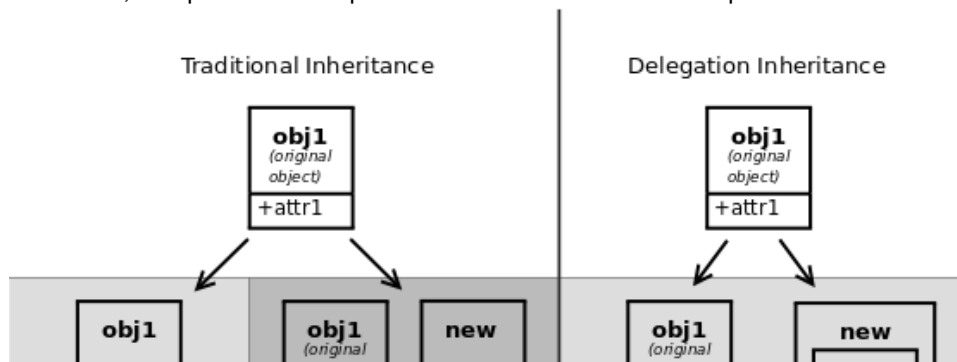 Traditional Inheritance
Delegation Inheritance
obj1
(original
object)
+attr1
obj1
(original
object)
+attr1
obj1
obj1
(original
new
obj1
(original
new